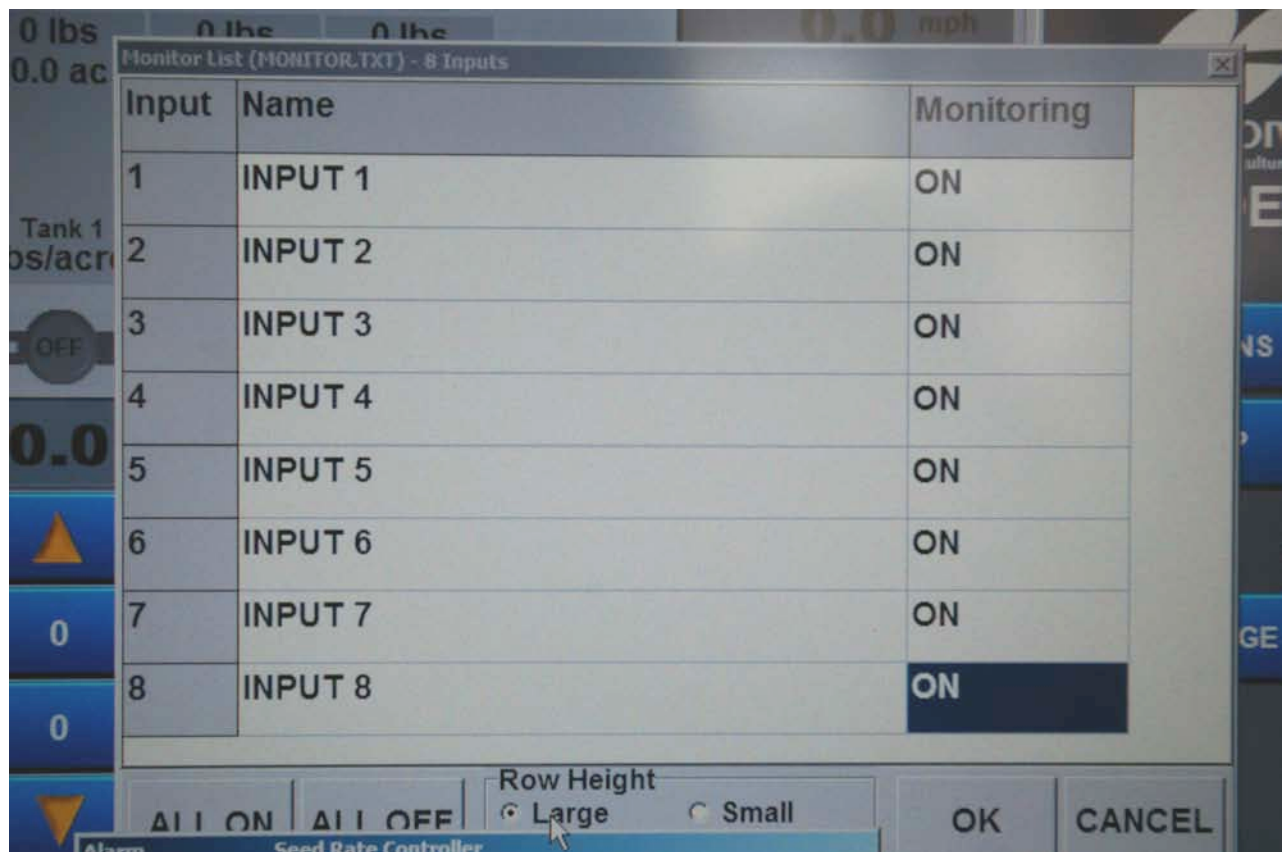 0 lbs 0 lbs 0 lbs 0.0 mph
0.0 ac
Monitor List (MONITOR.TXT) - 8 Inputs
Input Name Monitoring
1 INPUT 1 ON
2 INPUT 2 ON
3 INPUT 3 ON
4 INPUT 4 ON
5 INPUT 5 ON
6 INPUT 6 ON
7 INPUT 7 ON
8 INPUT 8 ON
Tank 1
OFF
0.0
0
0
Row Height
Large Small
ALL ON ALL OFF OK CANCEL
Alarm Seed Rate Controller